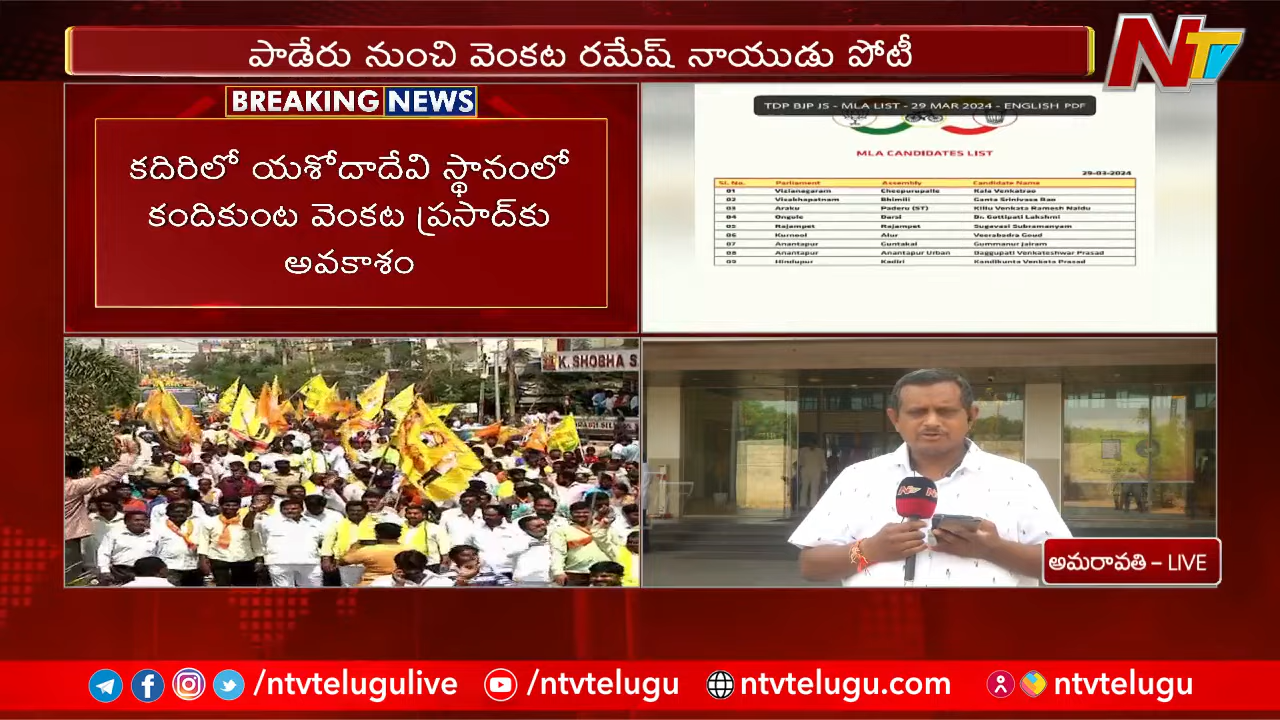 పాడేరు నుంచి వెంకట రమేష్ నాయుడు పోటీ
NTV
BREAKING NEWS
కదిరిలో యశోదాదేవి స్థానంలో
కందికుంట వెంకట ప్రసాద్‌కు
అవకాశం
TDP BJP JS - MLA LIST - 29 MAR 2024 - ENGLISH PDF
MLA CANDIDATES LIST
29-03-2024
Sl. No. Parliament Assembly Candidate Name
01 Vizianagaram Cheepurupalle Kala Venkatrao
02 Visakhapatnam Bhimili Ganta Srinivasa Rao
03 Araku Paderu (ST) Killu Venkata Ramesh Naidu
04 Ongole Darsi Dr. Gottipati Lakshmi
05 Rajampet Rajampet Sugavasi Subramanyam
06 Kurnool Alur Veerabadra Goud
07 Anantapur Guntakal Gummanur Jairam
08 Anantapur Anantapur Urban Daggupati Venkateshwar Prasad
09 Hindupur Kadiri Kandikunta Venkata Prasad
K. SHOBHA S
NTV
అమరావతి – LIVE
/ntvtelugulive /ntvtelugu ntvtelugu.com ntvtelugu